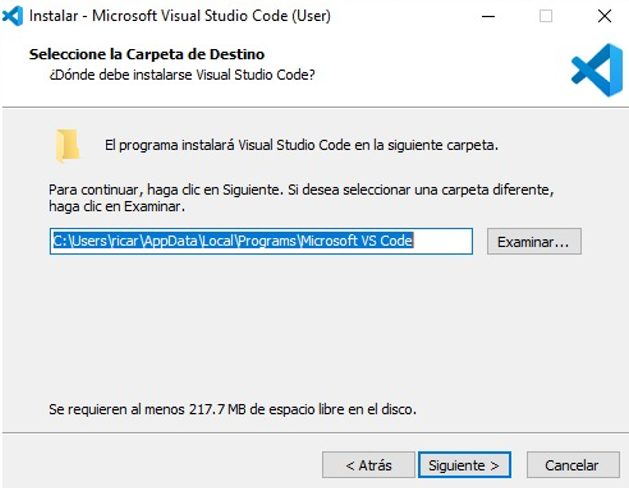 Instalar - Microsoft Visual Studio Code (User)
Seleccione la Carpeta de Destino
¿Dónde debe instalarse Visual Studio Code?
El programa instalará Visual Studio Code en la siguiente carpeta.
Para continuar, haga clic en Siguiente. Si desea seleccionar una carpeta diferente,
haga clic en Examinar.
C:\Users\ricar\AppData\Local\Programs\Microsoft VS Code
Examinar...
Se requieren al menos 217.7 MB de espacio libre en el disco.
< Atrás
Siguiente >
Cancelar